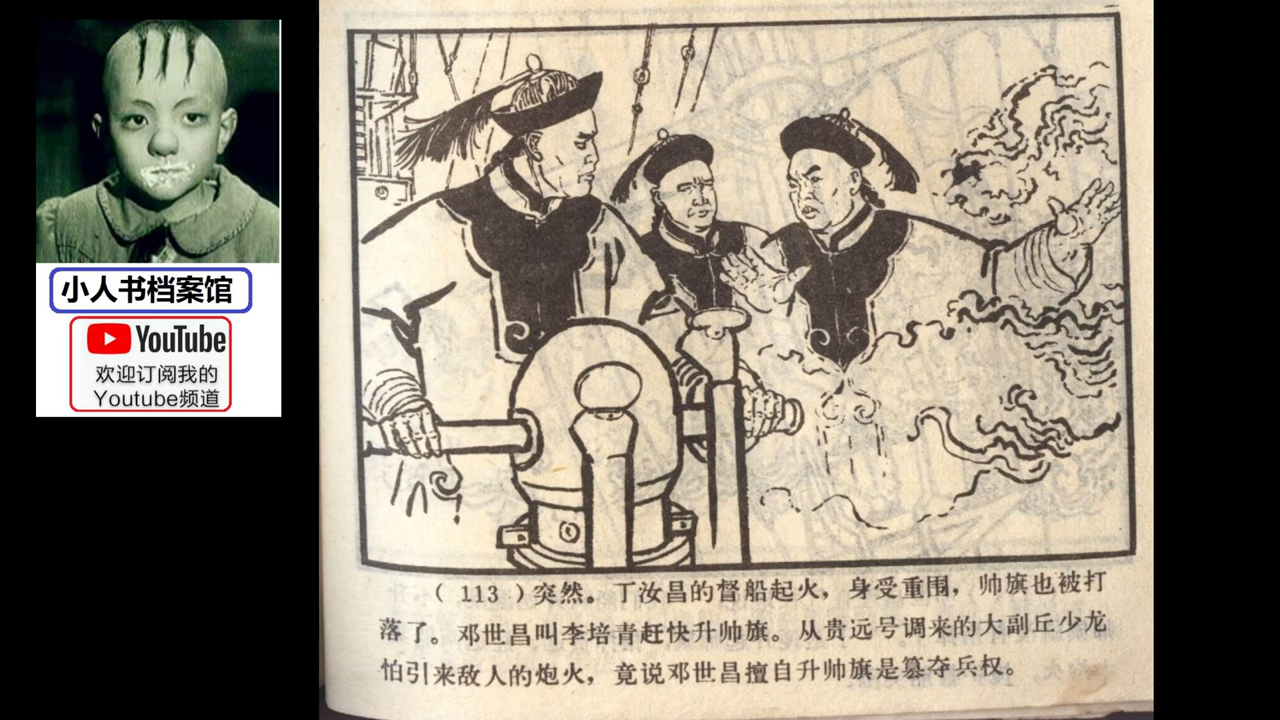 小人书档案馆
YouTube
欢迎订阅我的
Youtube频道
（113）突然。丁汝昌的督船起火，身受重围，帅旗也被打
落了。邓世昌叫李培青赶快升帅旗。从贵远号调来的大副丘少龙
怕引来敌人的炮火，竟说邓世昌擅自升帅旗是篡夺兵权。